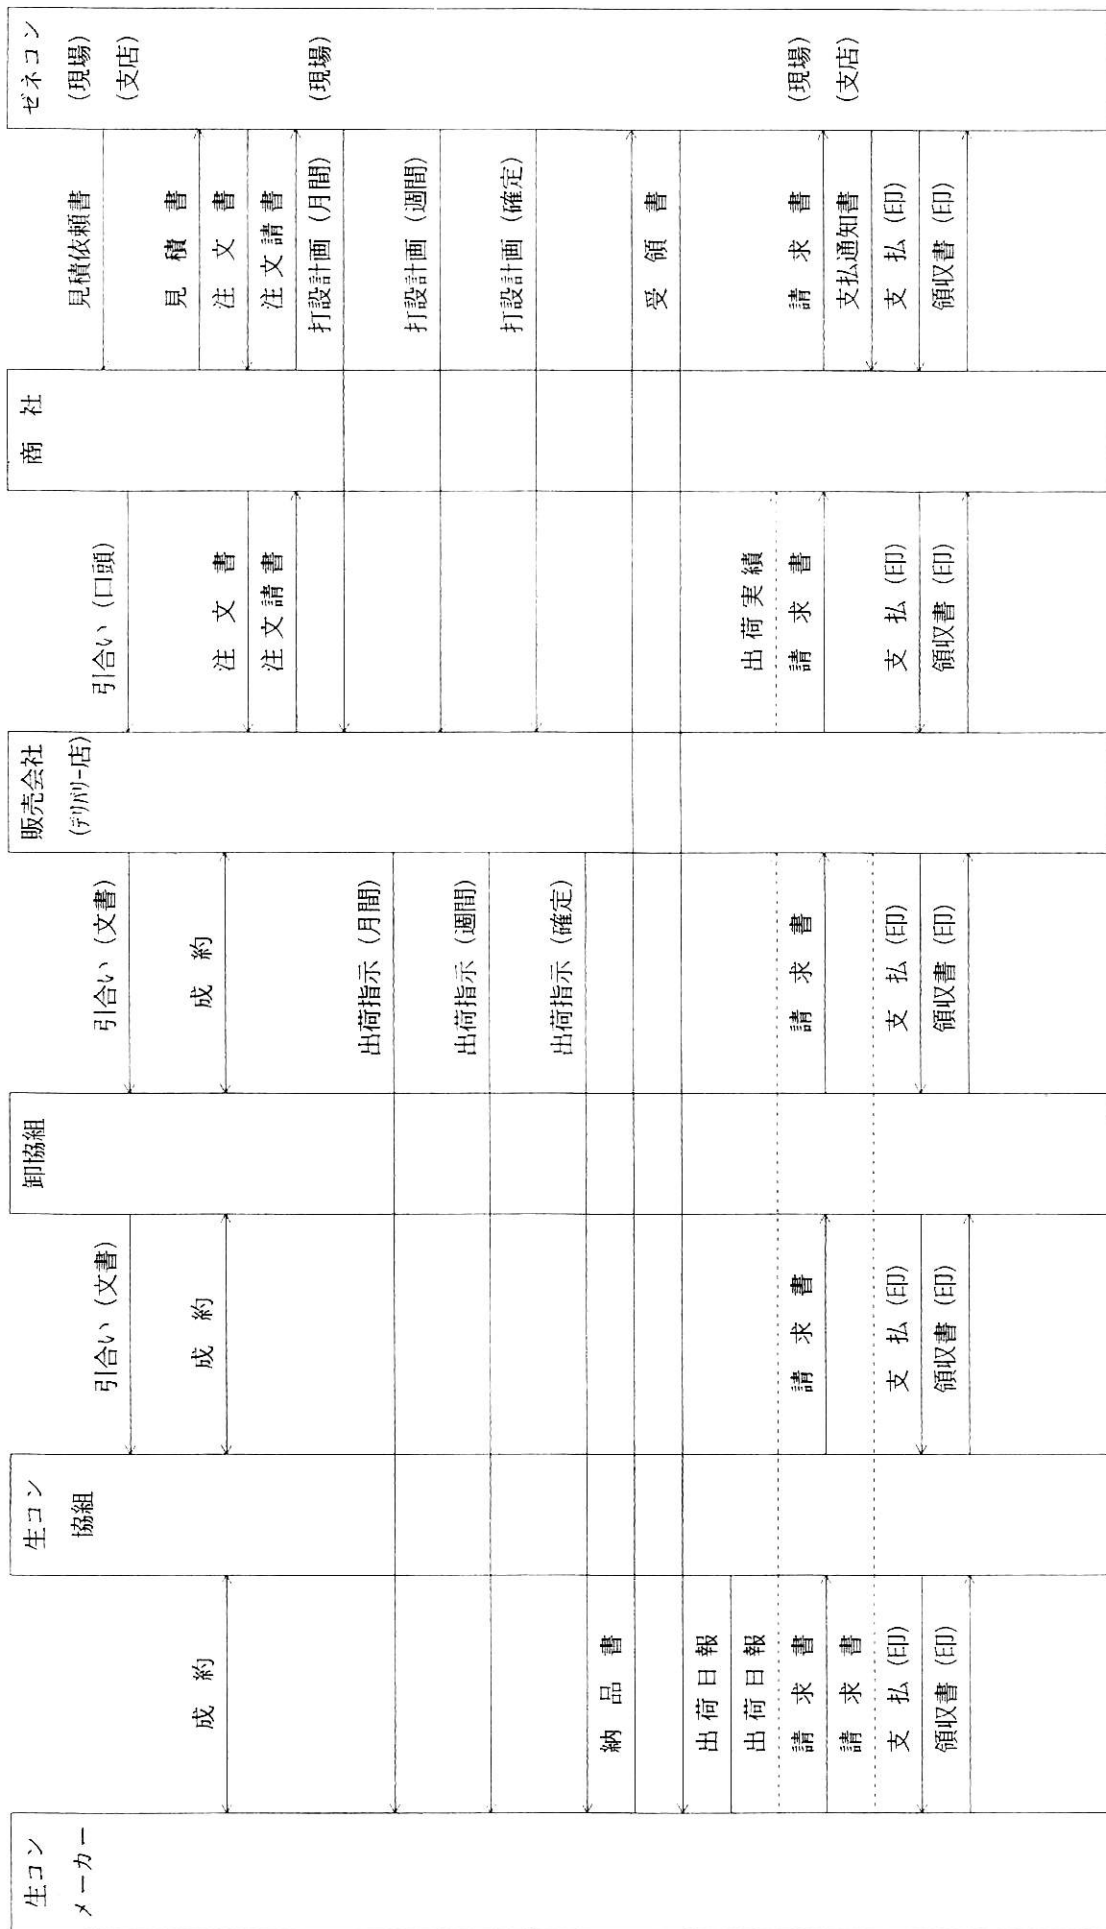 ゼネコン
(現場)
(支店)
(現場)
(現場)
(支店)
見積依頼書
見積書
注文書
注文請書
打設計画(月間)
打設計画(週間)
打設計画(確定)
受領書
請求書
支払通知書
支払(印)
領収書(印)
商社
引合い(口頭)
注文書
注文請書
出荷実績
請求書
支払(印)
領収書(印)
販売会社
(デリバリー店)
引合い(文書)
成約
出荷指示(月間)
出荷指示(週間)
出荷指示(確定)
請求書
支払(印)
領収書(印)
卸協組
引合い(文書)
成約
請求書
支払(印)
領収書(印)
生コン
協組
成約
納品書
出荷日報
出荷日報
請求書
請求書
支払(印)
領収書(印)
生コン
メーカー